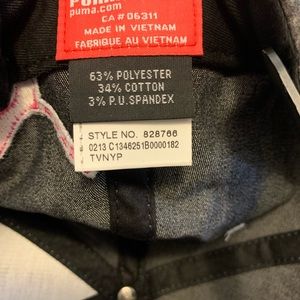 PUMA
puma.com
CA# 06311
MADE IN VIETNAM
FABRIQUE AU VIETNAM
63% POLYESTER
34% COTTON
3% P.U. SPANDEX
STYLE NO. 828766
0213 C1346251B0000182
TVNYP